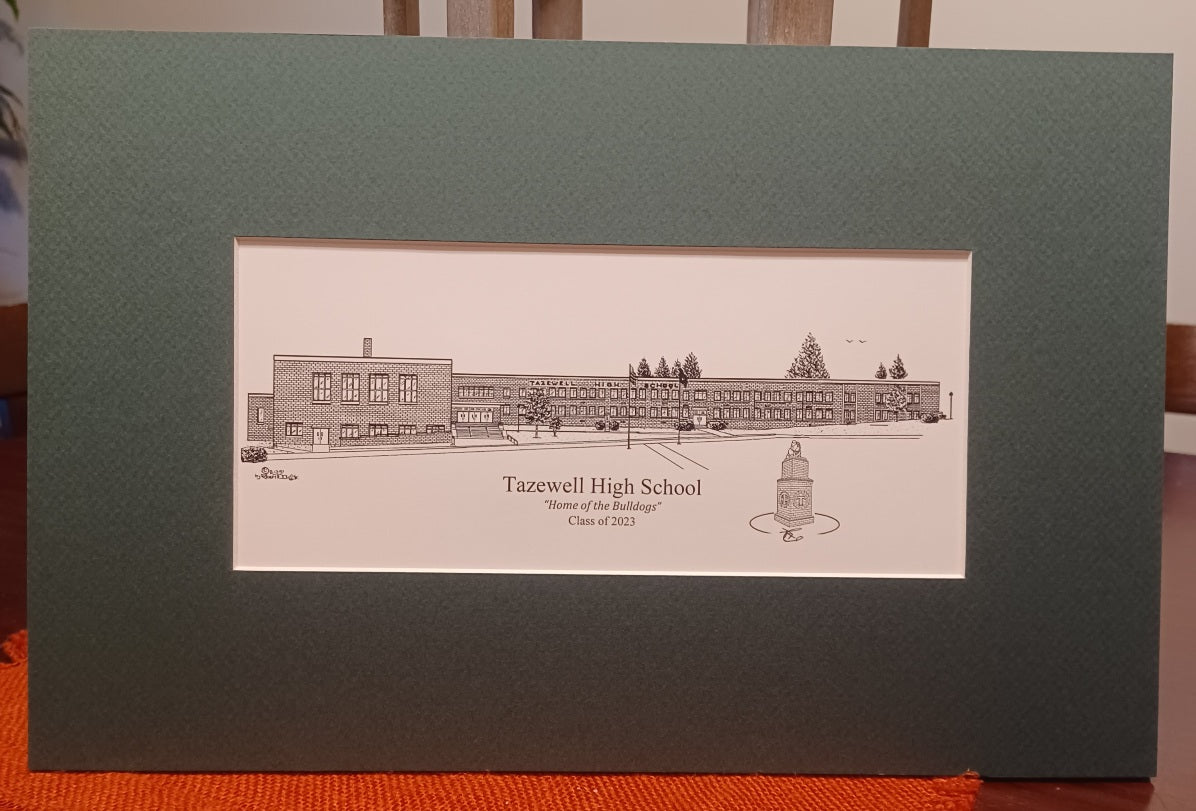 TAZEWELL HIGH SCHOOL
Tazewell High School
"Home of the Bulldogs"
Class of 2023